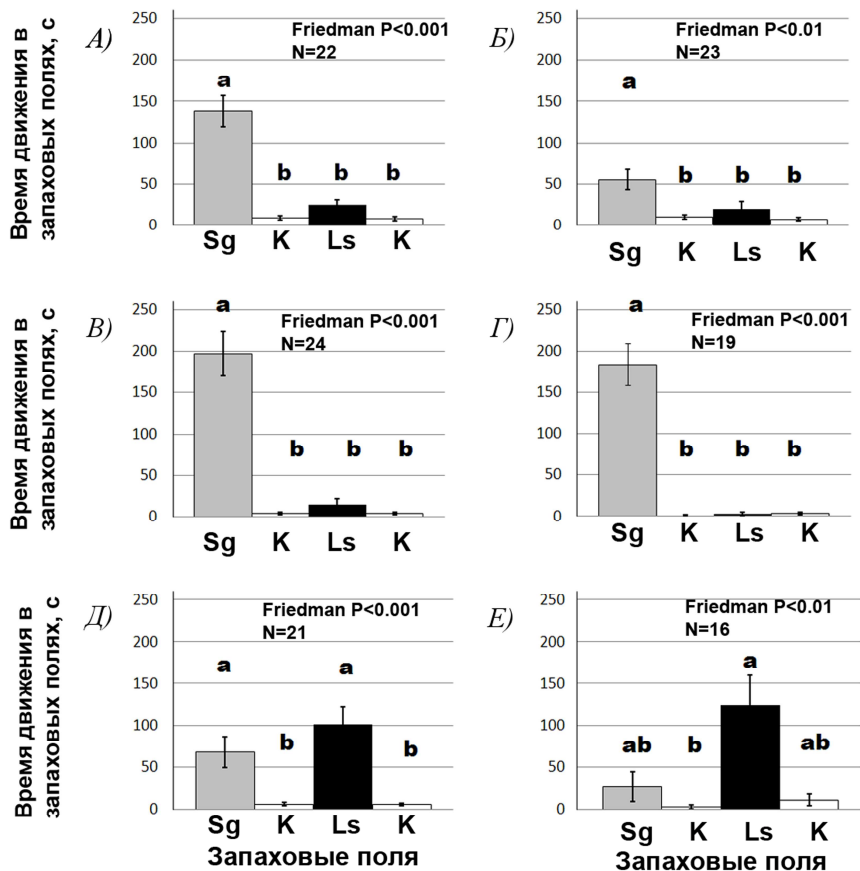 Время движения в
запаховых полях, с
А)
250
200
150
100
50
0
Friedman P<0.001
N=22
a
b
b
b
Sg
K
Ls
K
Б)
250
200
150
100
50
0
Friedman P<0.01
N=23
a
b
b
b
Sg
K
Ls
K
Время движения в
запаховых полях, с
В)
250
200
150
100
50
0
Friedman P<0.001
N=24
a
b
b
b
Sg
K
Ls
K
Г)
250
200
150
100
50
0
Friedman P<0.001
N=19
a
b
b
b
Sg
K
Ls
K
Время движения в
запаховых полях, с
Д)
250
200
150
100
50
0
Friedman P<0.001
N=21
a
b
a
b
Sg
K
Ls
K
Запаховые поля
Е)
250
200
150
100
50
0
Friedman P<0.01
N=16
ab
b
a
ab
Sg
K
Ls
K
Запаховые поля